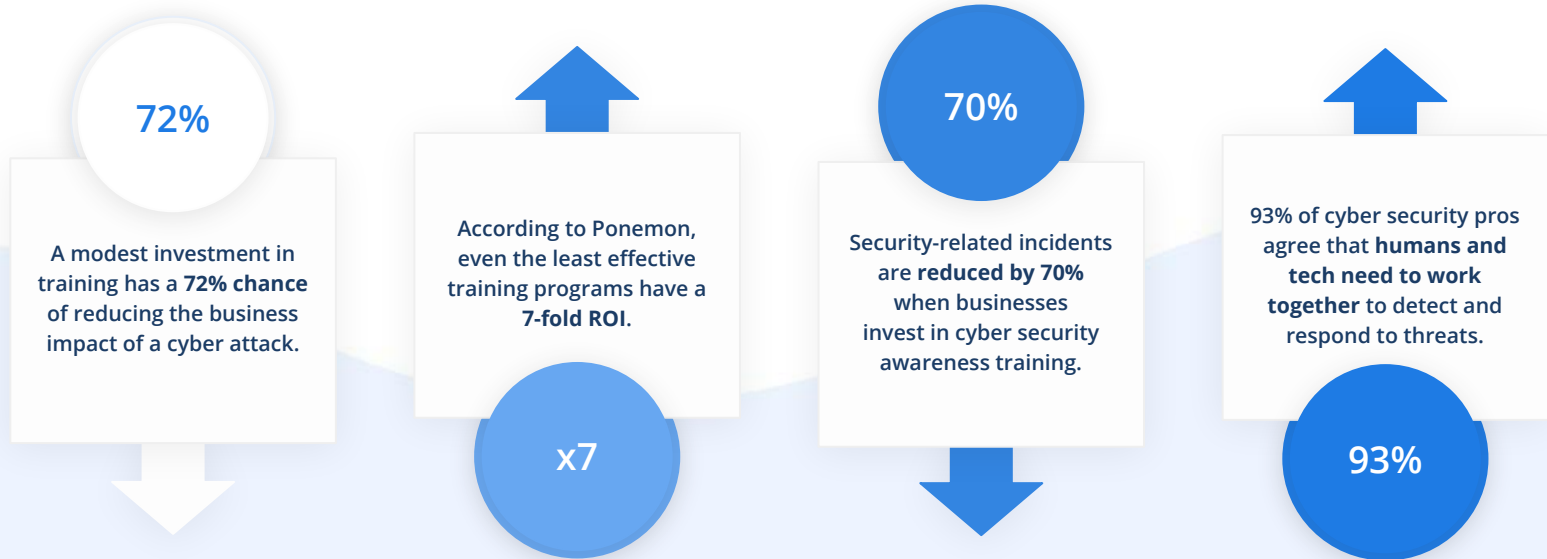 72%
A modest investment in
training has a 72% chance
of reducing the business
impact of a cyber attack.
According to Ponemon,
even the least effective
training programs have a
7-fold ROI.
x7
70%
Security-related incidents
are reduced by 70%
when businesses
invest in cyber security
awareness training.
93% of cyber security pros
agree that humans and
tech need to work
together to detect and
respond to threats.
93%